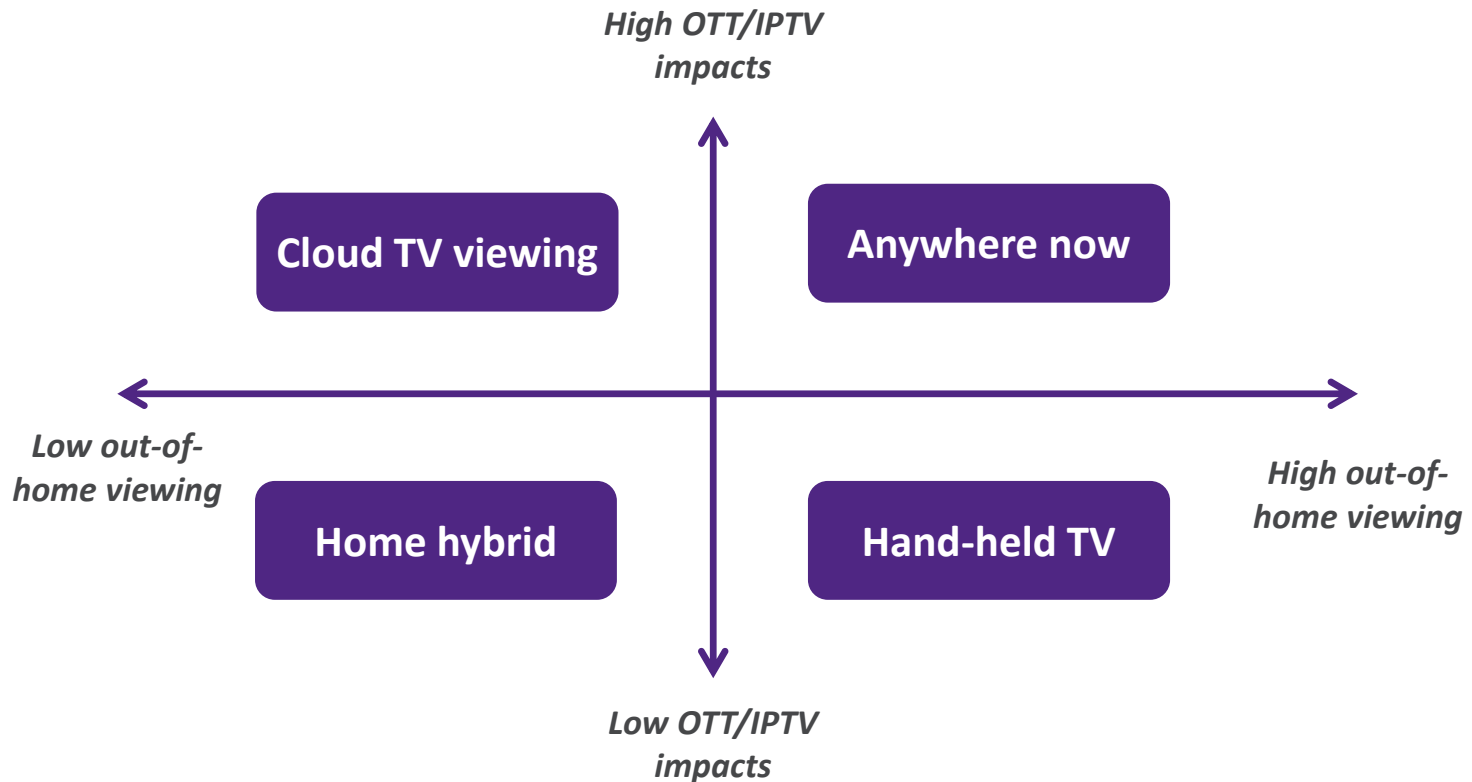 High OTT/IPTV
impacts
Cloud TV viewing
Anywhere now
Low out-of-
home viewing
High out-of-
home viewing
Home hybrid
Hand-held TV
Low OTT/IPTV
impacts